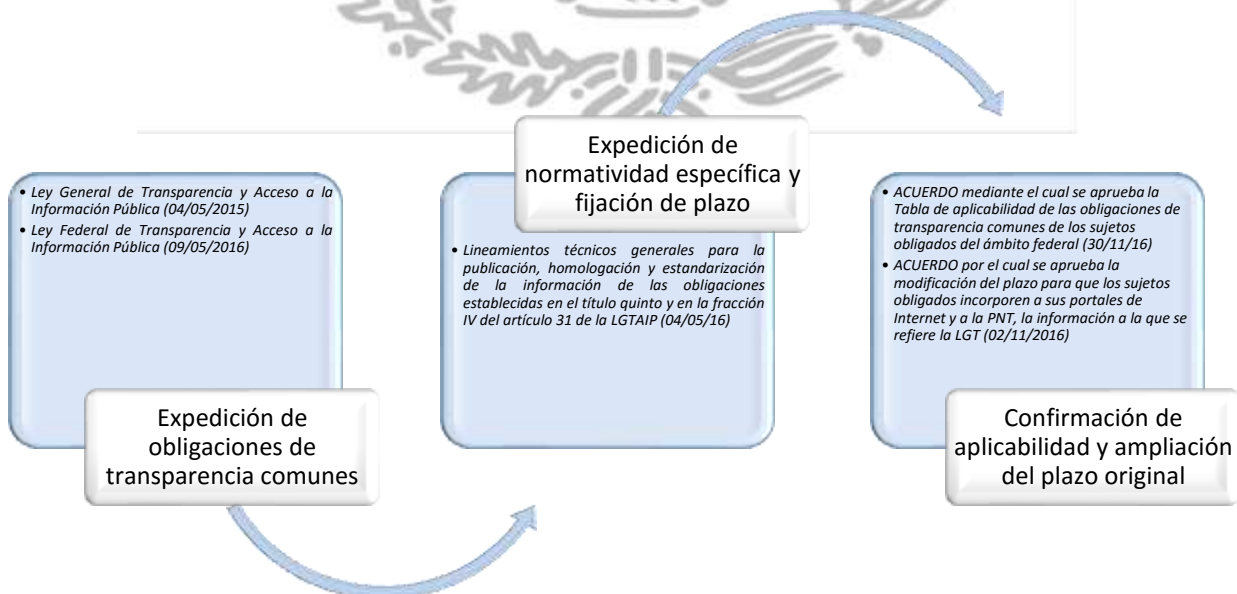 • Ley General de Transparencia y Acceso a la
Información Pública (04/05/2015)
• Ley Federal de Transparencia y Acceso a la
Información Pública (09/05/2016)
Expedición de
obligaciones de
transparencia comunes
Expedición de
normatividad específica y
fijación de plazo
• Lineamientos técnicos generales para la
publicación, homologación y estandarización
de la información de las obligaciones
establecidas en el título quinto y en la fracción
IV del artículo 31 de la LGTAIP (04/05/16)
• ACUERDO mediante el cual se aprueba la
Tabla de aplicabilidad de las obligaciones de
transparencia comunes de los sujetos
obligados del ámbito federal (30/11/16)
• ACUERDO por el cual se aprueba la
modificación del plazo para que los sujetos
obligados incorporen a sus portales de
Internet y a la PNT, la información a la que se
refiere la LGT (02/11/2016)
Confirmación de
aplicabilidad y ampliación
del plazo original